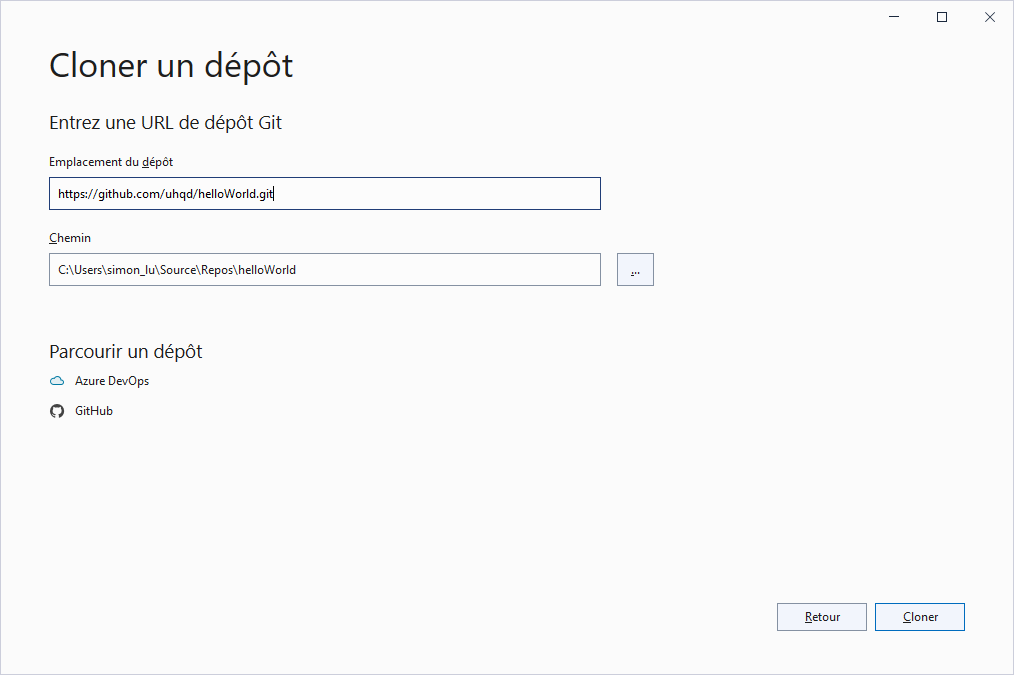 Cloner un dépôt
Entrez une URL de dépôt Git
Emplacement du dépôt
https://github.com/uhqd/helloWorld.git
Chemin
C:\Users\simon_lu\Source\Repos\helloWorld
...
Parcourir un dépôt
Azure DevOps
GitHub
Retour
Cloner